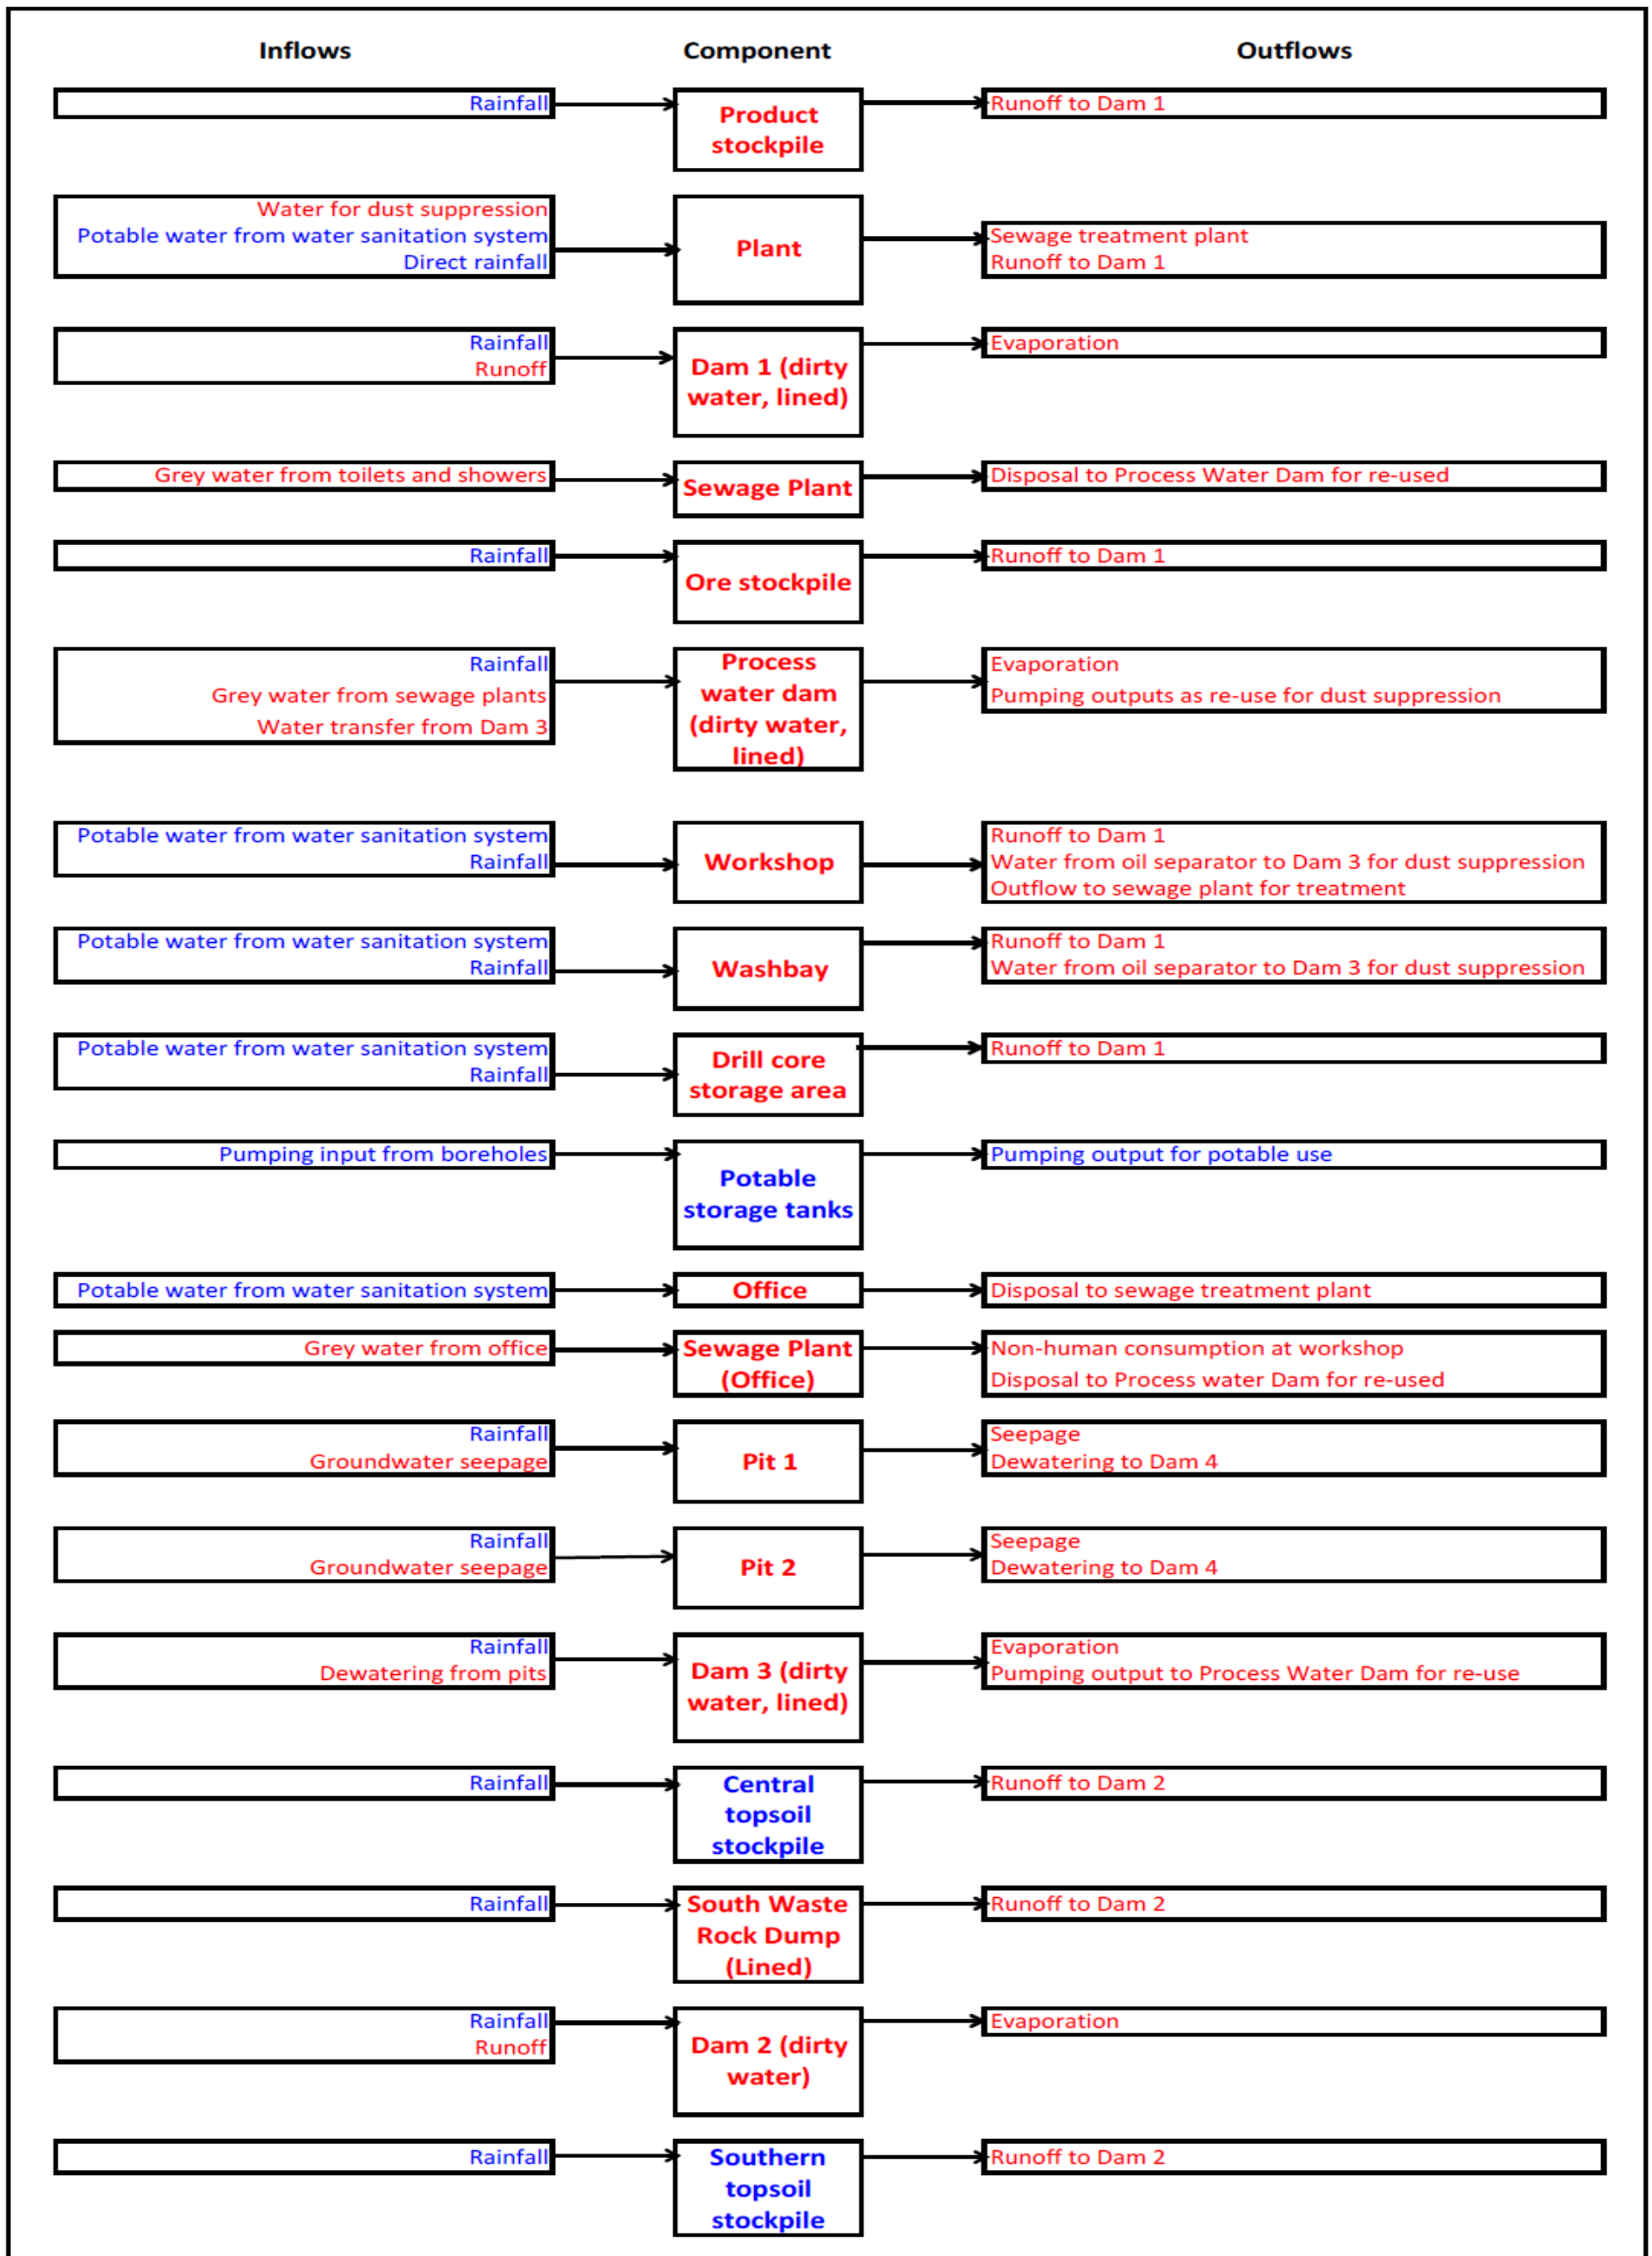 Inflows Component Outflows
Rainfall
Product
stockpile
Runoff to Dam 1
Water for dust suppression
Potable water from water sanitation system
Direct rainfall
Plant
Sewage treatment plant
Runoff to Dam 1
Rainfall
Runoff
Dam 1 (dirty
water, lined)
Evaporation
Grey water from toilets and showers
Sewage Plant
Disposal to Process Water Dam for re-used
Rainfall
Ore stockpile
Runoff to Dam 1
Rainfall
Grey water from sewage plants
Water transfer from Dam 3
Process
water dam
(dirty water,
lined)
Evaporation
Pumping outputs as re-use for dust suppression
Potable water from water sanitation system
Rainfall
Workshop
Runoff to Dam 1
Water from oil separator to Dam 3 for dust suppression
Outflow to sewage plant for treatment
Potable water from water sanitation system
Rainfall
Washbay
Runoff to Dam 1
Water from oil separator to Dam 3 for dust suppression
Potable water from water sanitation system
Rainfall
Drill core
storage area
Runoff to Dam 1
Pumping input from boreholes
Potable
storage tanks
Pumping output for potable use
Potable water from water sanitation system
Office
Disposal to sewage treatment plant
Grey water from office
Sewage Plant
(Office)
Non-human consumption at workshop
Disposal to Process water Dam for re-used
Rainfall
Groundwater seepage
Pit 1
Seepage
Dewatering to Dam 4
Rainfall
Groundwater seepage
Pit 2
Seepage
Dewatering to Dam 4
Rainfall
Dewatering from pits
Dam 3 (dirty
water, lined)
Evaporation
Pumping output to Process Water Dam for re-use
Rainfall
Central
topsoil
stockpile
Runoff to Dam 2
Rainfall
South Waste
Rock Dump
(Lined)
Runoff to Dam 2
Rainfall
Runoff
Dam 2 (dirty
water)
Evaporation
Rainfall
Southern
topsoil
stockpile
Runoff to Dam 2